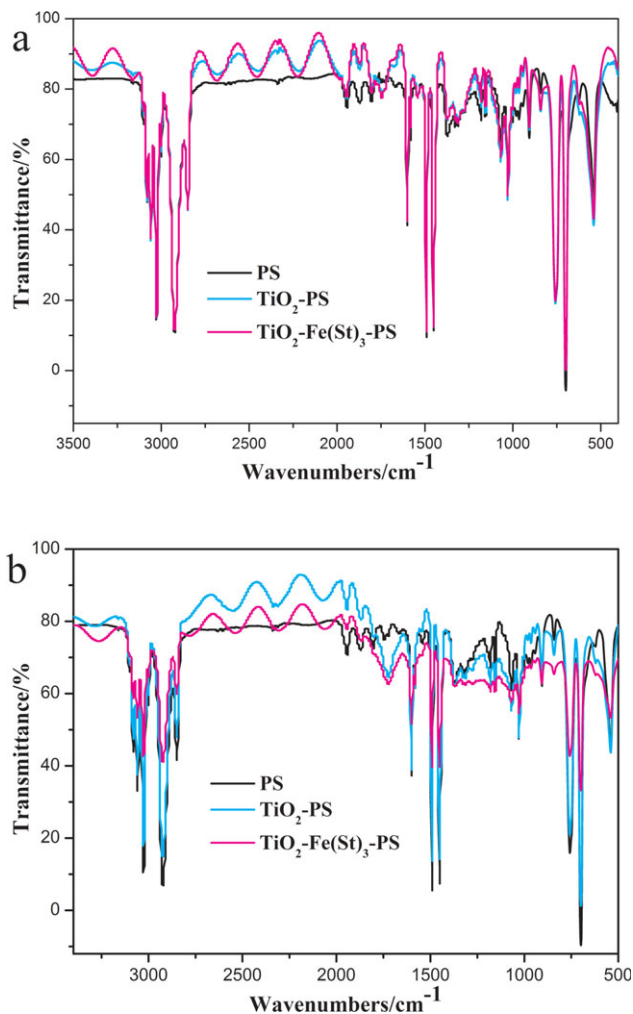 a
100
80
60
40
20
0
Transmittance/%
PS
TiO2-PS
TiO2-Fe(St)3-PS
3500 3000 2500 2000 1500 1000 500
Wavenumbers/cm-1
b
100
80
60
40
20
0
Transmittance/%
PS
TiO2-PS
TiO2-Fe(St)3-PS
3000 2500 2000 1500 1000 500
Wavenumbers/cm-1